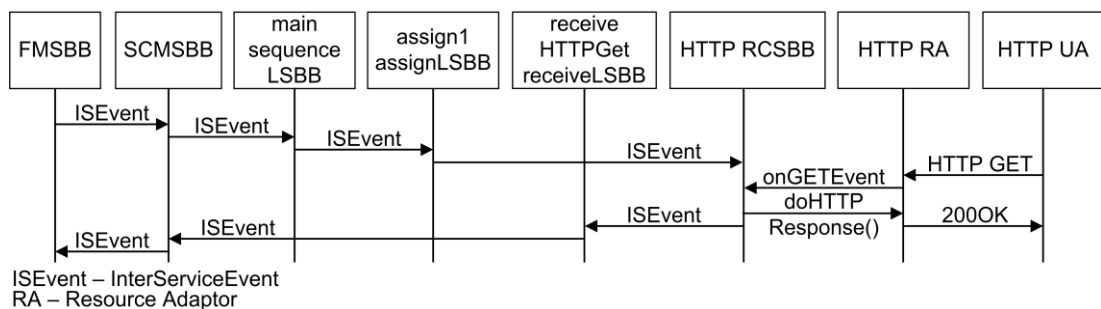 FMSBB
SCMSBB
main
sequence
LSBB
assign1
assignLSBB
receive
HTTPGet
receiveLSBB
HTTP RCSBB
HTTP RA
HTTP UA
ISEvent
ISEvent
ISEvent
ISEvent
HTTP GET
onGETEvent
doHTTP
Response()
ISEvent
200OK
ISEvent
ISEvent
ISEvent – InterServiceEvent
RA – Resource Adaptor